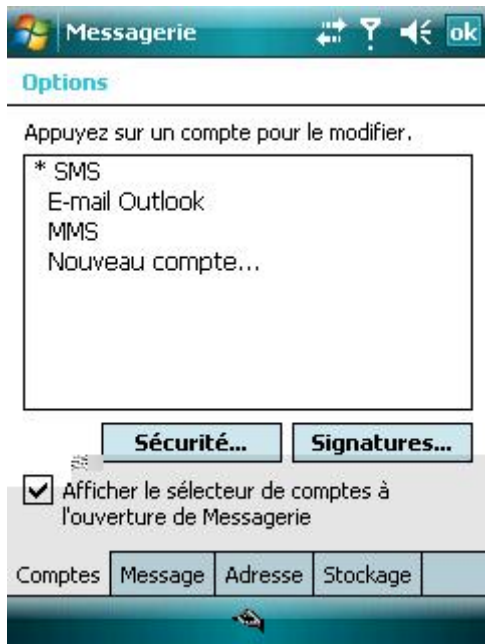 Messagerie
ok
Options
Appuyez sur un compte pour le modifier.
* SMS
E-mail Outlook
MMS
Nouveau compte...
Sécurité...
Signatures...
Afficher le sélecteur de comptes à
l'ouverture de Messagerie
Comptes
Message
Adresse
Stockage